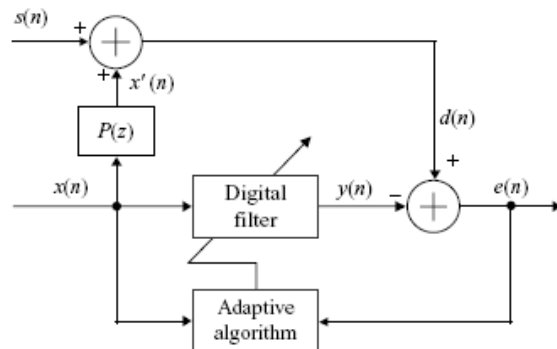 s(n)
+
+
x′(n)
P(z)
d(n)
+
x(n)
Digital
filter
y(n)
−
e(n)
Adaptive
algorithm